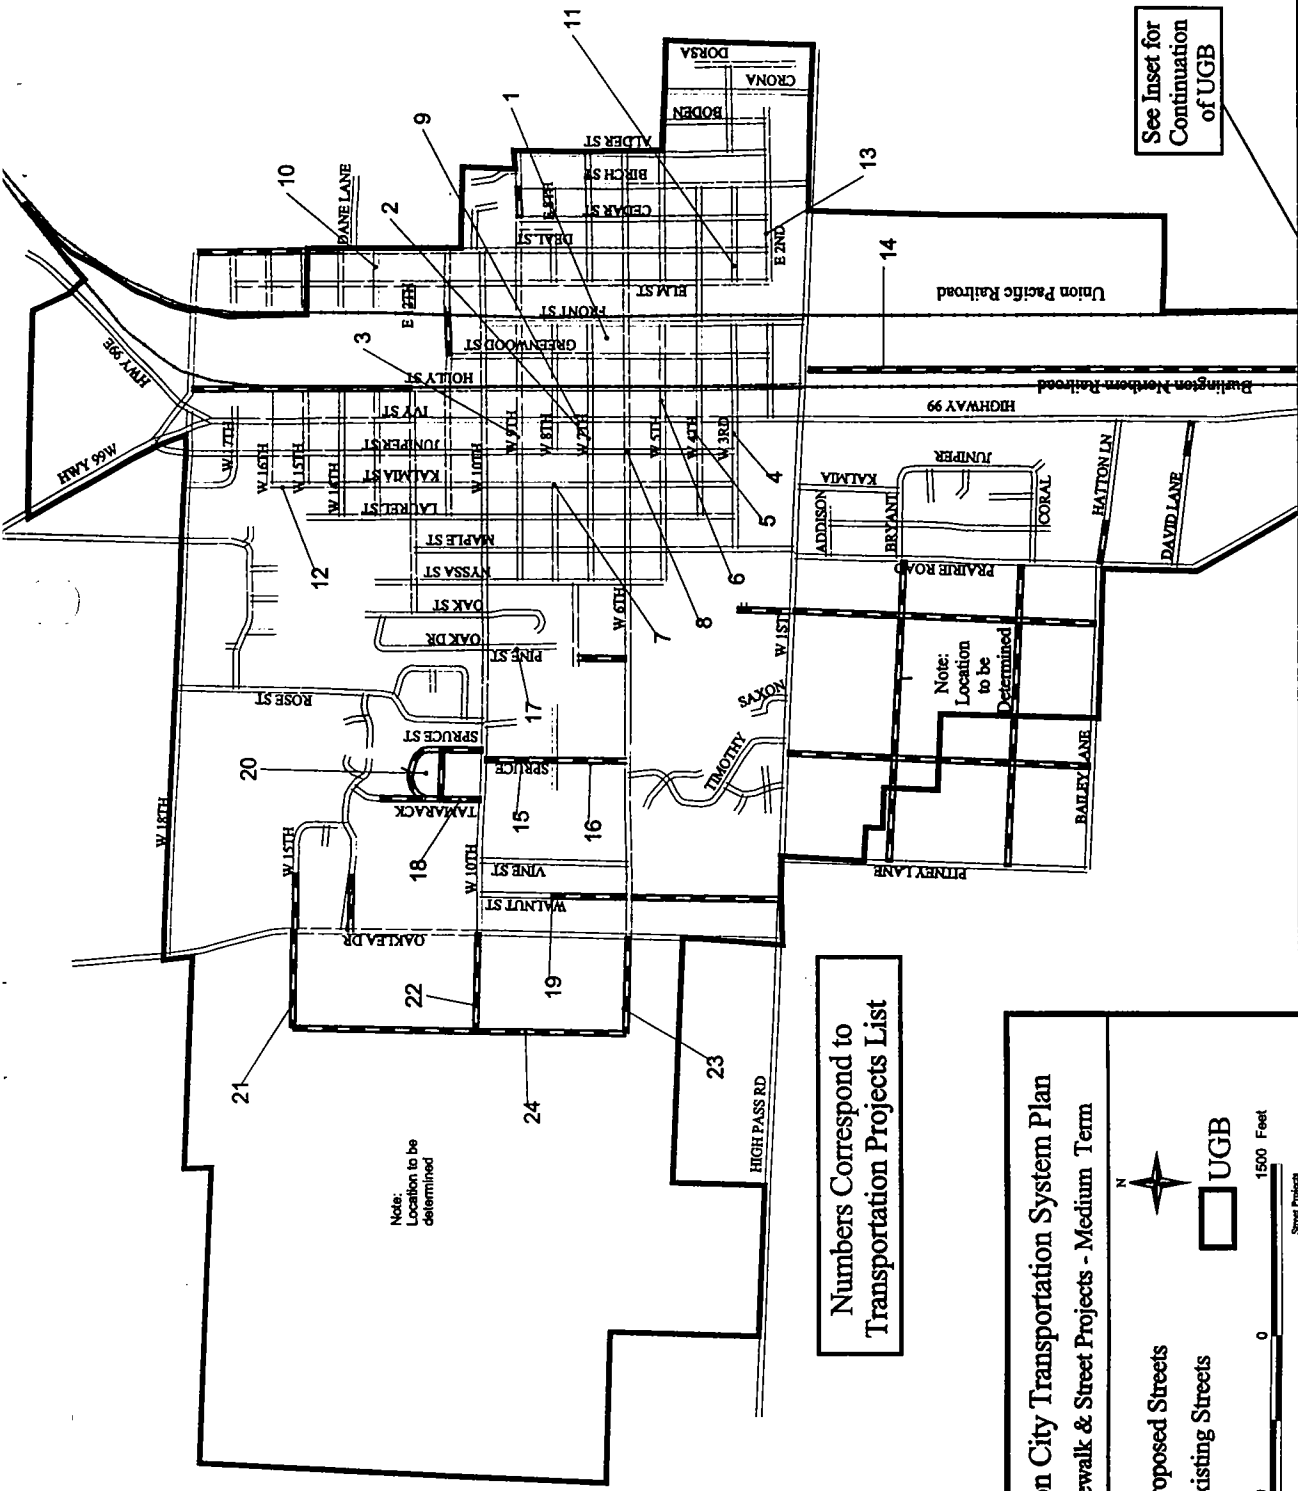 11
See Inset for
Continuation
of UGB
DORSA
CRONA
BODEN
ALDER ST
BIRCH ST
CEDAR ST
E 8TH
DEAL ST
E 2ND
13
1
9
2
10
DANE LANE
3
E 12TH
ELM ST
FRONT ST
GREENWOOD ST
HOLLY ST
14
Union Pacific Railroad
Burlington Northern Railroad
HIGHWAY 99
HWY 99E
HWY 99W
IVY ST
JUNIPER ST
KALMIA ST
LAUREL ST
MAPLE ST
NYSSA ST
OAK ST
OAK DR
PINE ST
W 17TH
W 16TH
W 15TH
W 10TH
W 9TH
W 8TH
W 7TH
W 5TH
W 4TH
W 3RD
W 6TH
W 1ST
4
5
6
8
7
12
17
KALMIA
JUNIPER
ADDISON
BRYANT
CORAL
HATTON LN
DAVID LANE
PRAIRIE ROAD
Note:
Location
to be
Determined
ROSE ST
SPRUCE ST
SPRUCE
SAXON
TIMOTHY
BAILEY LANE
PITNEY LANE
20
TAMARACK
18
15
16
W 18TH
W 15TH
W 10TH
VINE ST
WALNUT ST
OAKLEA DR
21
22
19
24
23
HIGH PASS RD
Note:
Location to be
determined
Numbers Correspond to
Transportation Projects List
on City Transportation System Plan
ewalk & Street Projects - Medium Term
N
UGB
oposed Streets
xisting Streets
0
1500 Feet
Street Projects